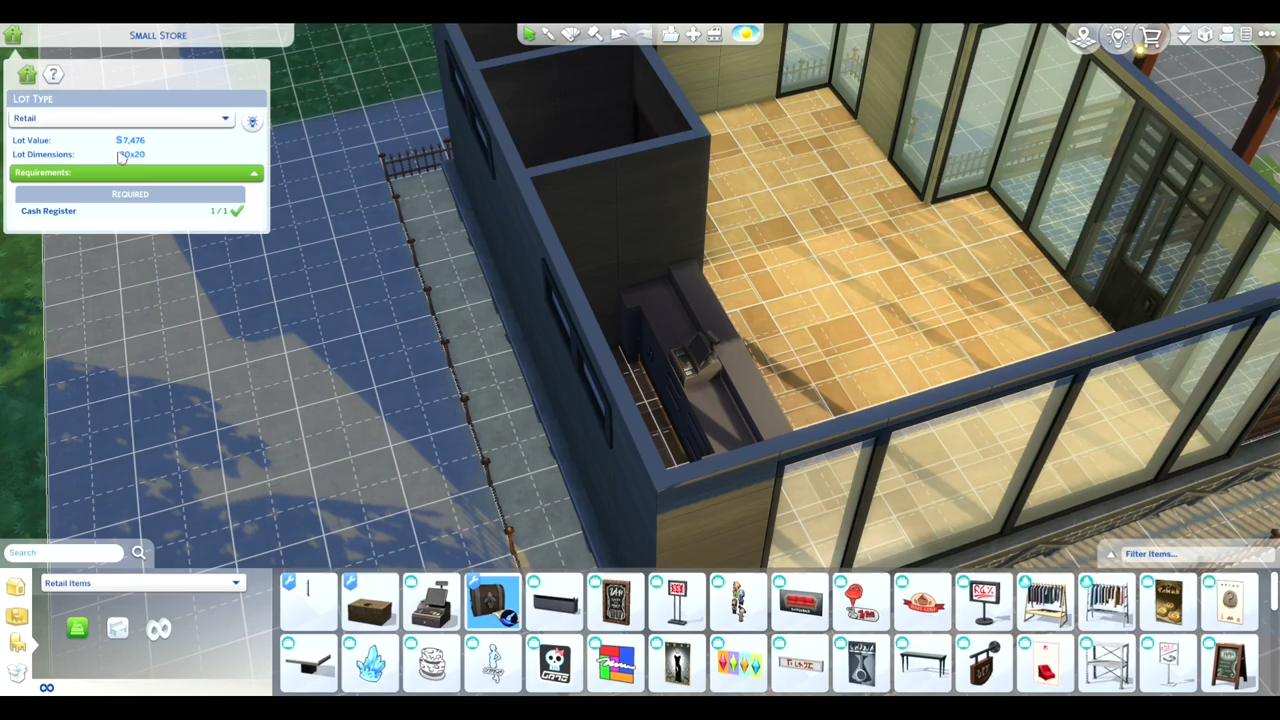 SMALL STORE
?
LOT TYPE
Retail
Lot Value: §7,476
Lot Dimensions:
Requirements:
REQUIRED
Cash Register 1/1
Search
Filter Items...
Retail Items